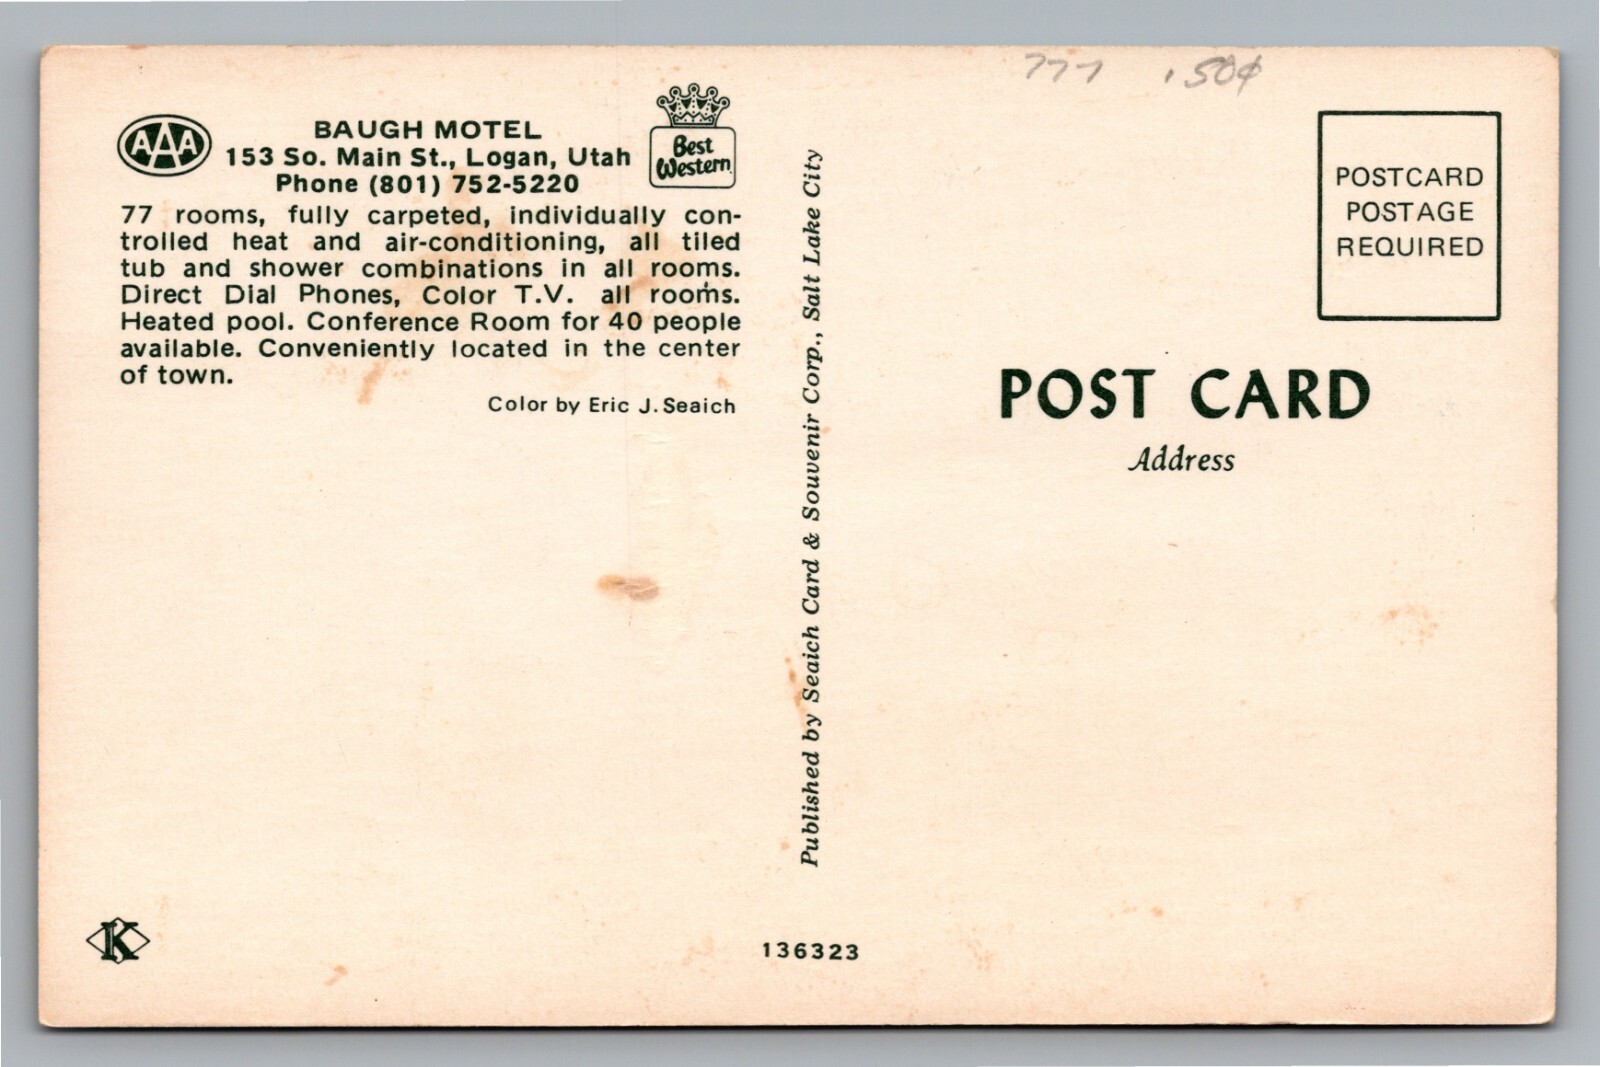 777 .50¢
AAA
BAUGH MOTEL
153 So. Main St., Logan, Utah
Phone (801) 752-5220
Best
Western
77 rooms, fully carpeted, individually con-
trolled heat and air-conditioning, all tiled
tub and shower combinations in all rooms.
Direct Dial Phones, Color T.V. all rooms.
Heated pool. Conference Room for 40 people
available. Conveniently located in the center
of town.
Color by Eric J. Seaich
Published by Seaich Card & Souvenir Corp., Salt Lake City
POSTCARD
POSTAGE
REQUIRED
POST CARD
Address
K
136323